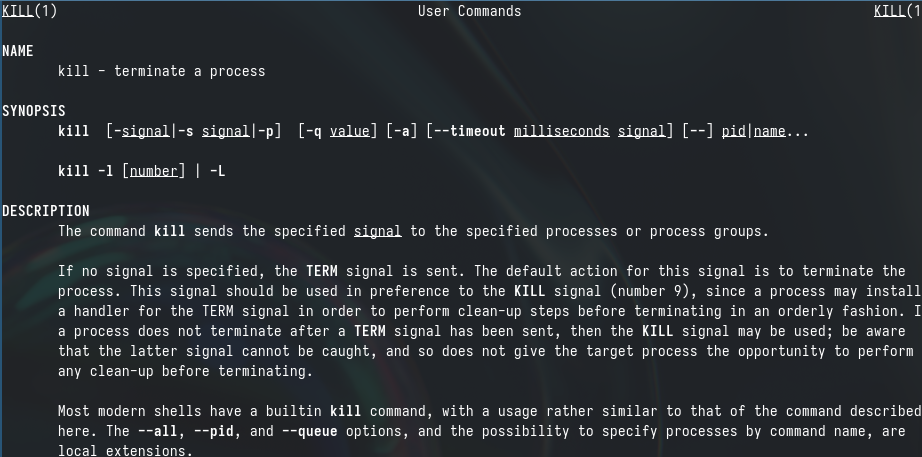 KILL(1) User Commands KILL(1
NAME
kill - terminate a process
SYNOPSIS
kill [-signal|-s signal|-p] [-q value] [-a] [--timeout milliseconds signal] [--] pid|name...
kill -l [number] | -L
DESCRIPTION
The command kill sends the specified signal to the specified processes or process groups.
If no signal is specified, the TERM signal is sent. The default action for this signal is to terminate the
process. This signal should be used in preference to the KILL signal (number 9), since a process may install
a handler for the TERM signal in order to perform clean-up steps before terminating in an orderly fashion. I
a process does not terminate after a TERM signal has been sent, then the KILL signal may be used; be aware
that the latter signal cannot be caught, and so does not give the target process the opportunity to perform
any clean-up before terminating.
Most modern shells have a builtin kill command, with a usage rather similar to that of the command described
here. The --all, --pid, and --queue options, and the possibility to specify processes by command name, are
local extensions.